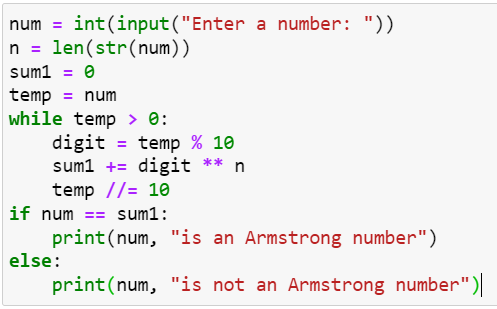 num = int(input("Enter a number: "))
n = len(str(num))
sum1 = 0
temp = num
while temp > 0:
    digit = temp % 10
    sum1 += digit ** n
    temp //= 10
if num == sum1:
    print(num, "is an Armstrong number")
else:
    print(num, "is not an Armstrong number")